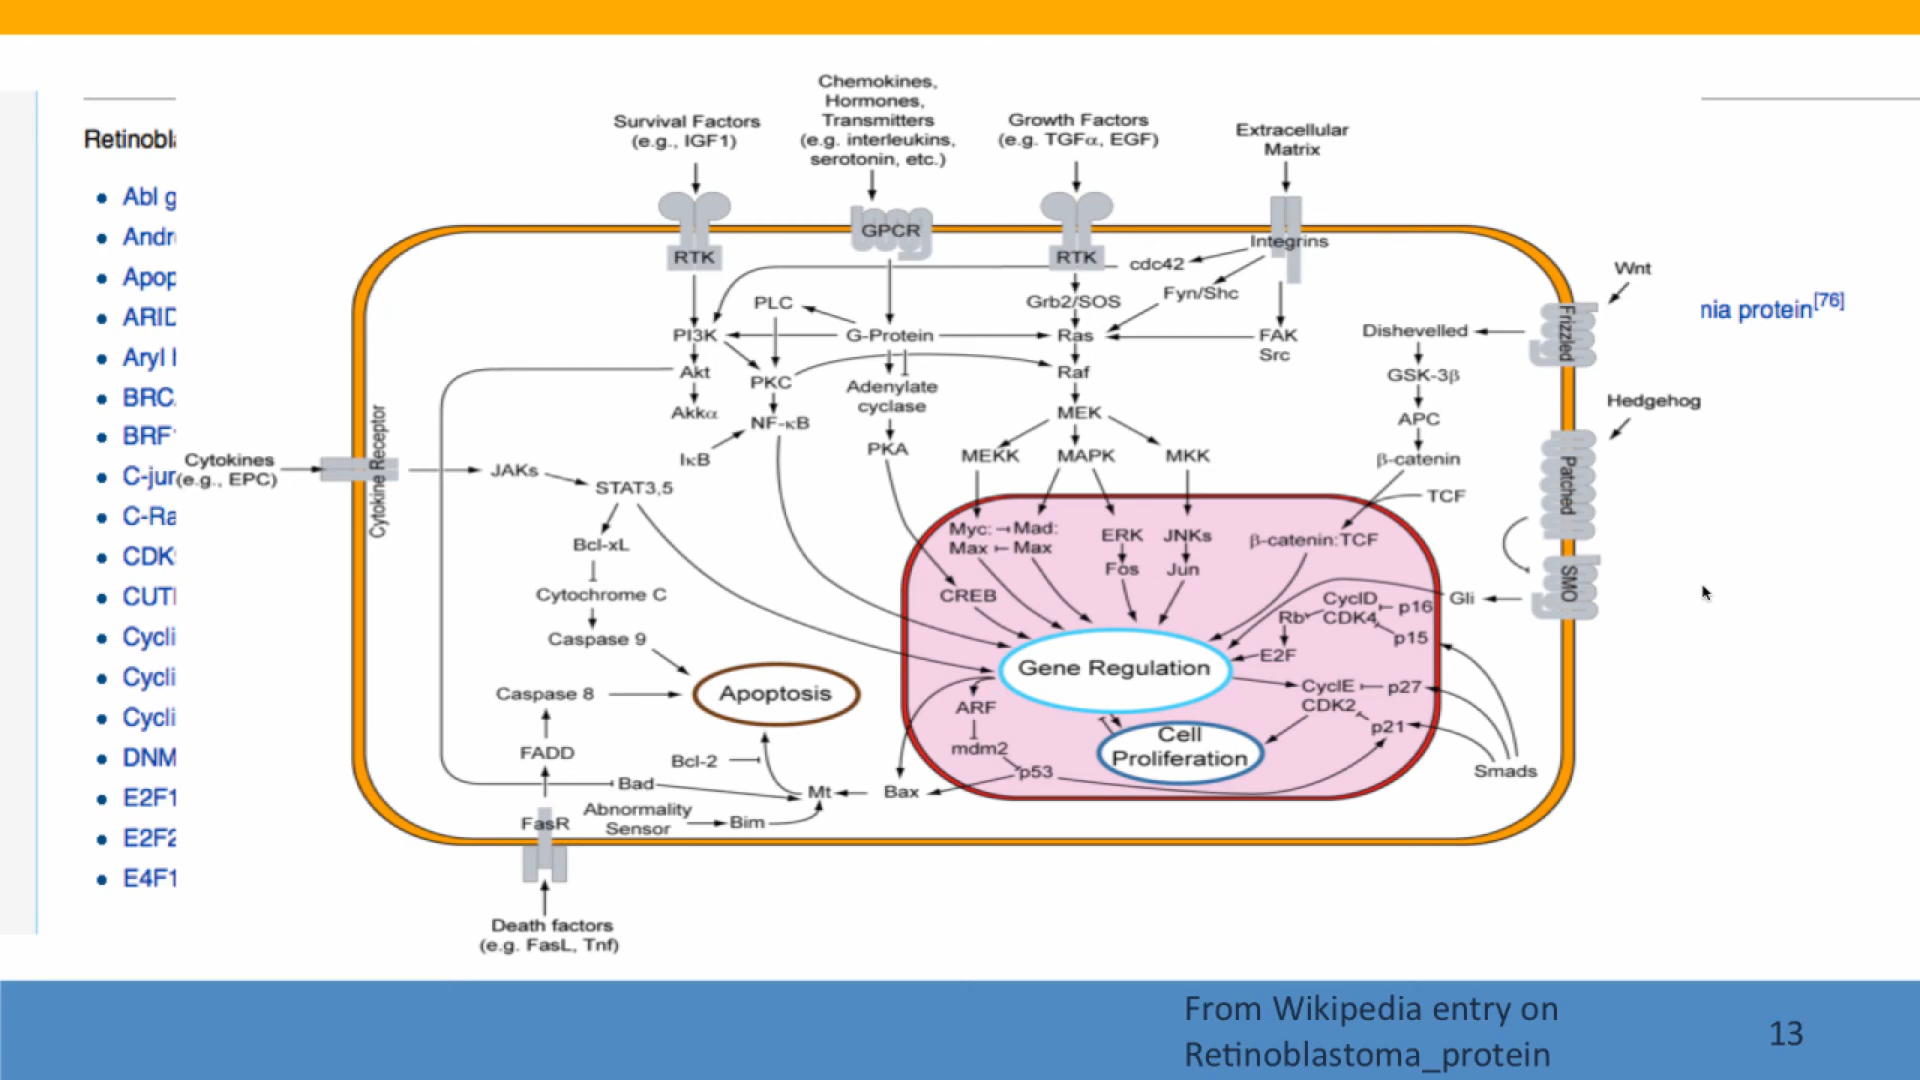 Chemokines,
Hormones,
Transmitters
(e.g. interleukins,
serotonin, etc.)
Survival Factors
(e.g., IGF1)
Growth Factors
(e.g. TGFα, EGF)
Extracellular
Matrix
Retinobl
Abl g
Andr
Apop
ARID
Aryl
BRC
BRF
C-jur
C-Ra
CDK
CUT
Cycli
Cycli
Cycli
DNM
E2F1
E2F2
E4F1
RTK
GPCR
RTK
Integrins
cdc42
Fyn/Shc
Grb2/SOS
PLC
PI3K
G-Protein
Ras
FAK
Src
Akt
PKC
Raf
Adenylate
cyclase
Akkα
NF-κB
MEK
IκB
PKA
MEKK
MAPK
MKK
Wnt
Frizzled
nia protein[76]
Dishevelled
GSK-3β
APC
β-catenin
TCF
Hedgehog
Patched
SMO
Gli
Cytokines
(e.g., EPC)
Cytokine Receptor
JAKs
STAT3,5
Bcl-xL
Cytochrome C
Caspase 9
Caspase 8
Apoptosis
FADD
Bcl-2
Bad
Mt
Bax
Abnormality
Sensor
Bim
FasR
Death factors
(e.g. FasL, Tnf)
Myc: Mad:
Max Max
ERK
JNKs
β-catenin:TCF
Fos
Jun
CREB
CyclD
CDK4
p16
Rb
p15
E2F
Gene Regulation
CyclE
CDK2
p27
p21
ARF
mdm2
p53
Cell
Proliferation
Smads
From Wikipedia entry on
Retinoblastoma_protein
13